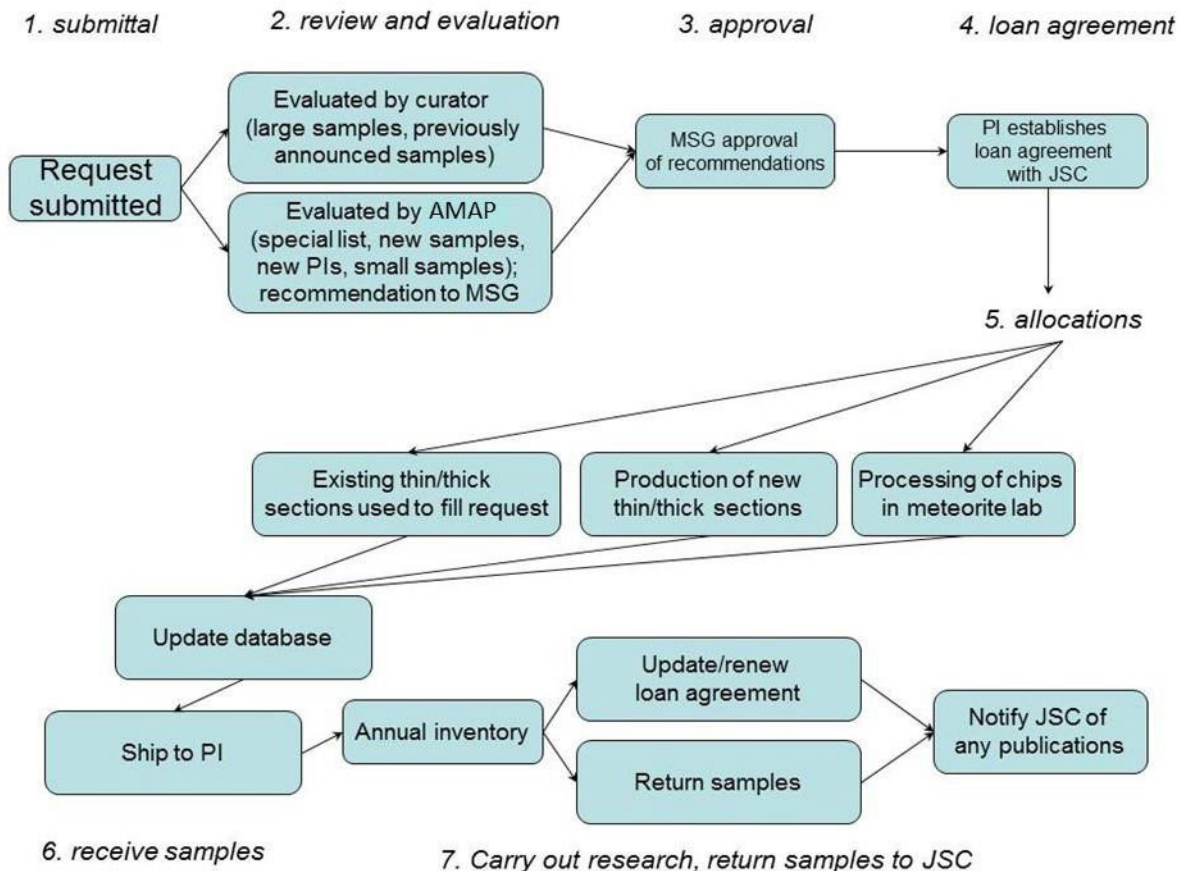 1. submittal
2. review and evaluation
3. approval
4. loan agreement
Request
submitted
Evaluated by curator
(large samples, previously
announced samples)
Evaluated by AMAP
(special list, new samples,
new PIs, small samples);
recommendation to MSG
MSG approval
of recommendations
PI establishes
loan agreement
with JSC
5. allocations
Existing thin/thick
sections used to fill request
Production of new
thin/thick sections
Processing of chips
in meteorite lab
Update database
Ship to PI
Annual inventory
Update/renew
loan agreement
Return samples
Notify JSC of
any publications
6. receive samples
7. Carry out research, return samples to JSC